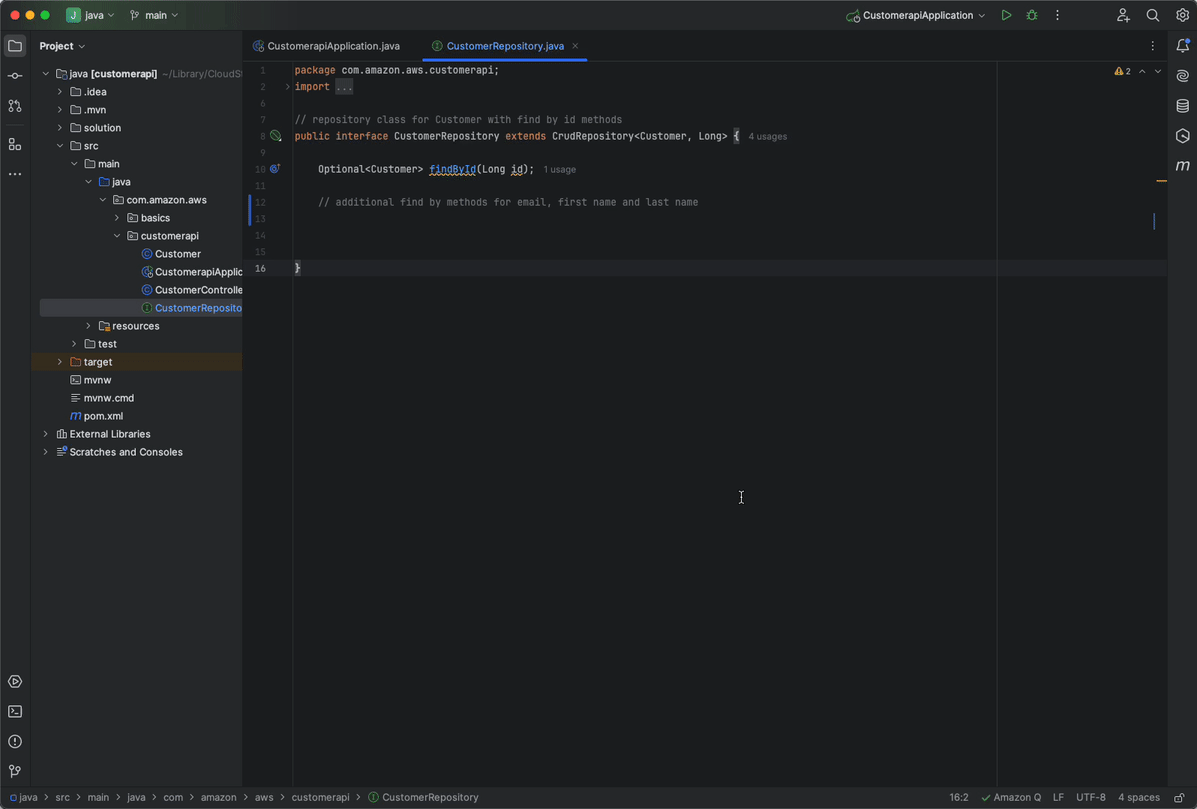 java main CustomerapiApplication
Project
java [customerapi] ~/Library/CloudS
.idea
.mvn
solution
src
main
java
com.amazon.aws
basics
customerapi
Customer
CustomerapiApplic
CustomerControlle
CustomerReposito
resources
test
target
mvnw
mvnw.cmd
pom.xml
External Libraries
Scratches and Consoles
CustomerapiApplication.java CustomerRepository.java
1 package com.amazon.aws.customerapi;
2 import ...
6
7 // repository class for Customer with find by id methods
8 public interface CustomerRepository extends CrudRepository<Customer, Long> { 4 usages
9
10 Optional<Customer> findById(Long id); 1 usage
11
12 // additional find by methods for email, first name and last name
13
14
15
16 }
2
java > src > main > java > com > amazon > aws > customerapi > CustomerRepository
16:2 Amazon Q LF UTF-8 4 spaces